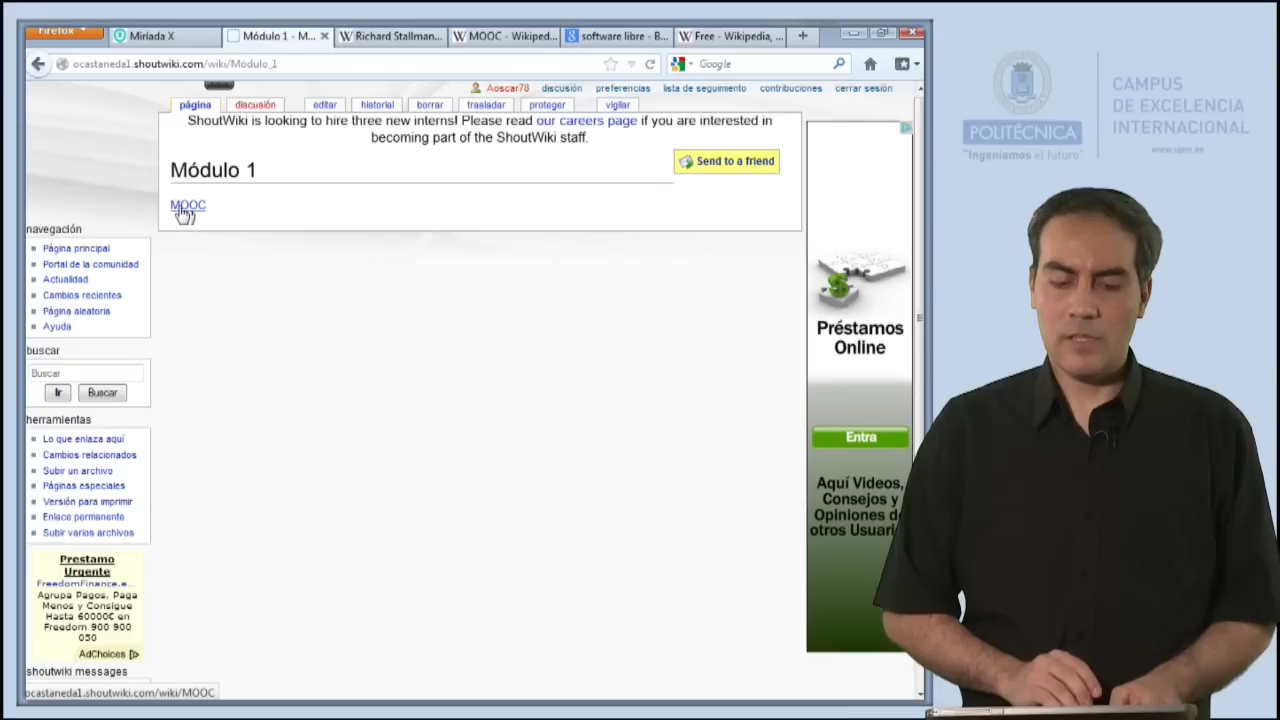 Firefox
Miríada X
Módulo 1 - M...
Richard Stallman...
MOOC - Wikiped...
software libre - B...
Free - Wikipedia, ...
ocastaneda1.shoutwiki.com/wiki/Módulo_1
Google
Aoscar78 discusión preferencias lista de seguimiento contribuciones cerrar sesión
página discusión editar historial borrar trasladar proteger vigilar
ShoutWiki is looking to hire three new interns! Please read our careers page if you are interested in
becoming part of the ShoutWiki staff.
Send to a friend
Módulo 1
MOOC
navegación
Página principal
Portal de la comunidad
Actualidad
Cambios recientes
Página aleatoria
Ayuda
buscar
Buscar
Ir Buscar
herramientas
Lo que enlaza aquí
Cambios relacionados
Subir un archivo
Páginas especiales
Versión para imprimir
Enlace permanente
Subir varios archivos
Prestamo
Urgente
FreedomFinance.e...
Agrupa Pagos, Paga
Menos y Consigue
Hasta 60000€ en
Freedom 900 900
050
AdChoices
shoutwiki messages
ocastaneda1.shoutwiki.com/wiki/MOOC
Préstamos
Online
Entra
Aquí Videos,
Consejos y
Opiniones de
otros Usuari
POLITÉCNICA
"Ingeniamos el futuro"
CAMPUS
DE EXCELENCIA
INTERNACIONAL
www.upm.es